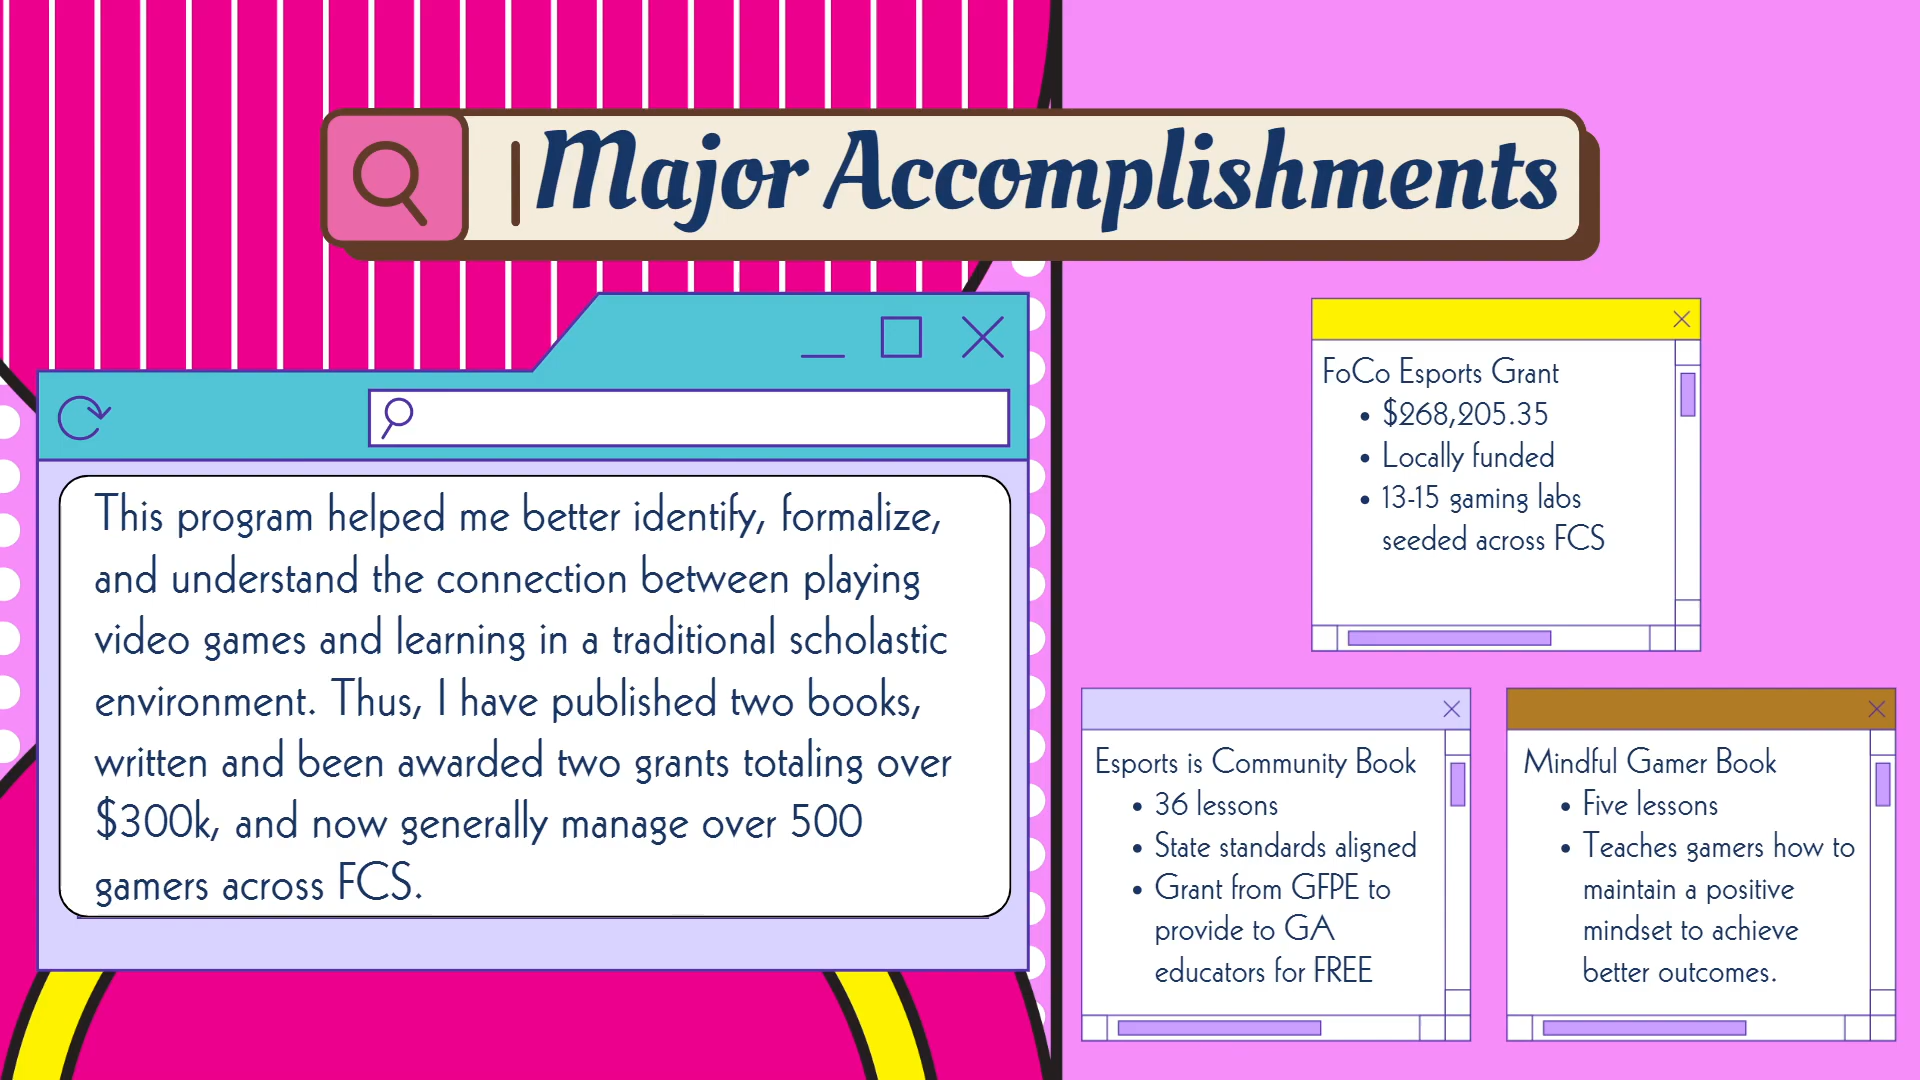 Major Accomplishments
This program helped me better identify, formalize,
and understand the connection between playing
video games and learning in a traditional scholastic
environment. Thus, I have published two books,
written and been awarded two grants totaling over
$300k, and now generally manage over 500
gamers across FCS.
FoCo Esports Grant
• $268,205.35
• Locally funded
• 13-15 gaming labs
seeded across FCS
Esports is Community Book
• 36 lessons
• State standards aligned
• Grant from GFPE to
provide to GA
educators for FREE
Mindful Gamer Book
• Five lessons
• Teaches gamers how to
maintain a positive
mindset to achieve
better outcomes.